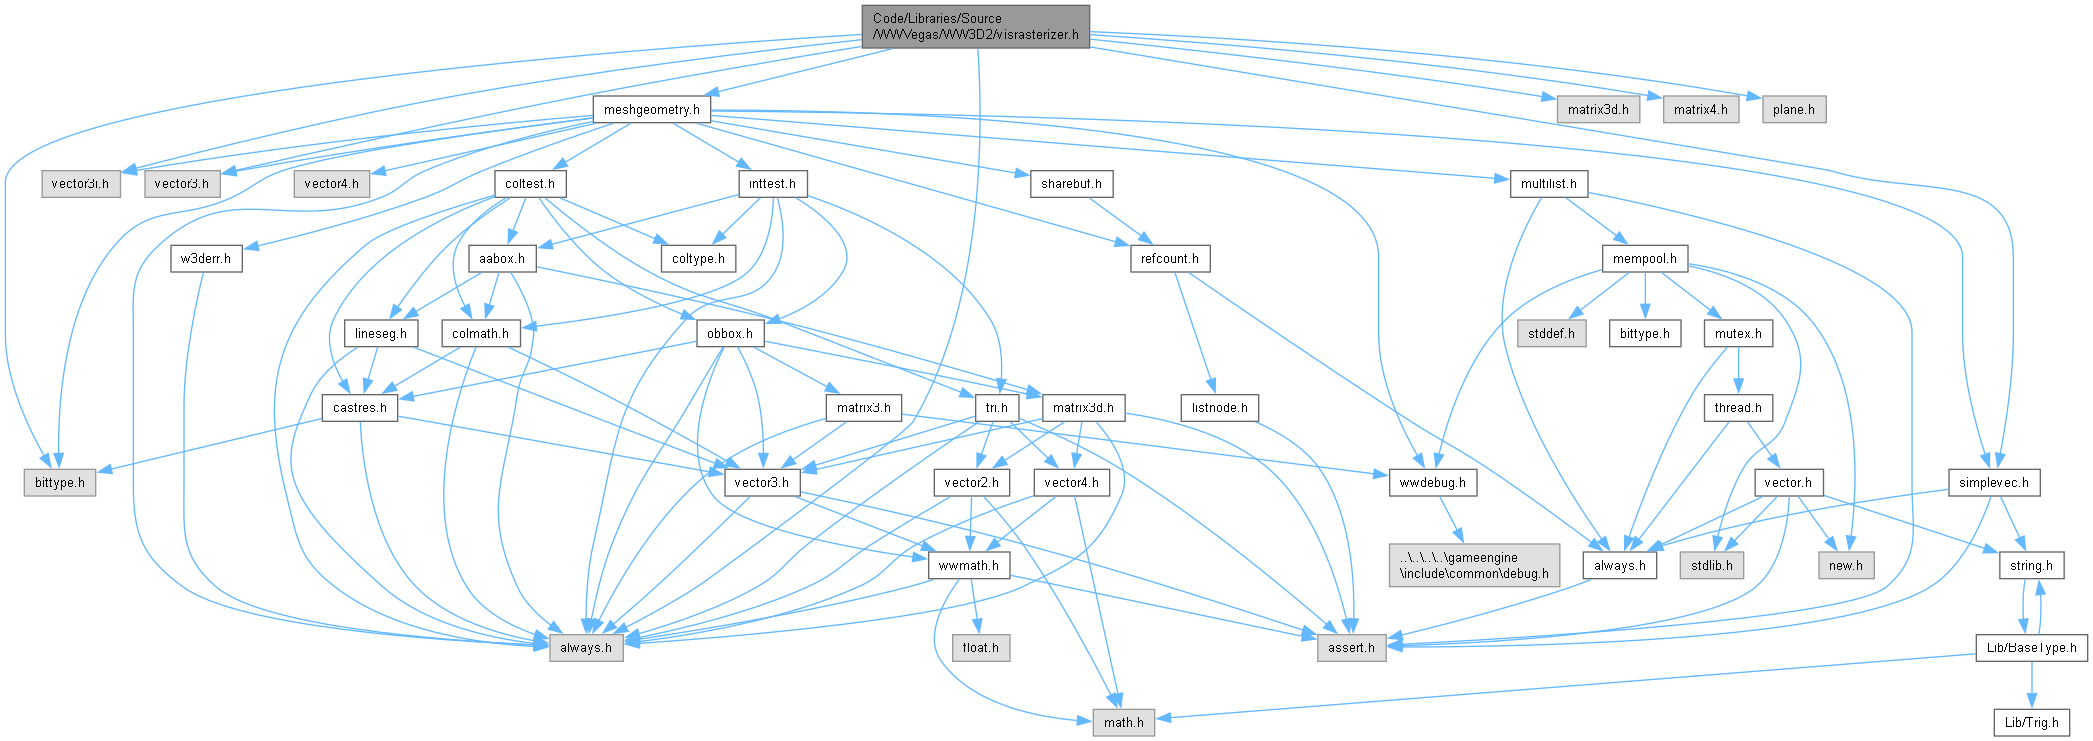 Code/Libraries/Source
/WWVegas/WW3D2/visrasterizer.h
meshgeometry.h
matrix3d.h
matrix4.h
plane.h
vector3i.h
vector3.h
vector4.h
coltest.h
inttest.h
sharebuf.h
multilist.h
w3derr.h
aabox.h
coltype.h
refcount.h
mempool.h
lineseg.h
colmath.h
obbox.h
stddef.h
bittype.h
mutex.h
castres.h
matrix3.h
tri.h
matrix3d.h
listnode.h
thread.h
bittype.h
vector3.h
vector2.h
vector4.h
wwdebug.h
vector.h
simplevec.h
wwmath.h
..\..\..\..\gameengine
\include\common\debug.h
always.h
stdlib.h
new.h
string.h
always.h
float.h
assert.h
Lib/BaseType.h
math.h
Lib/Trig.h